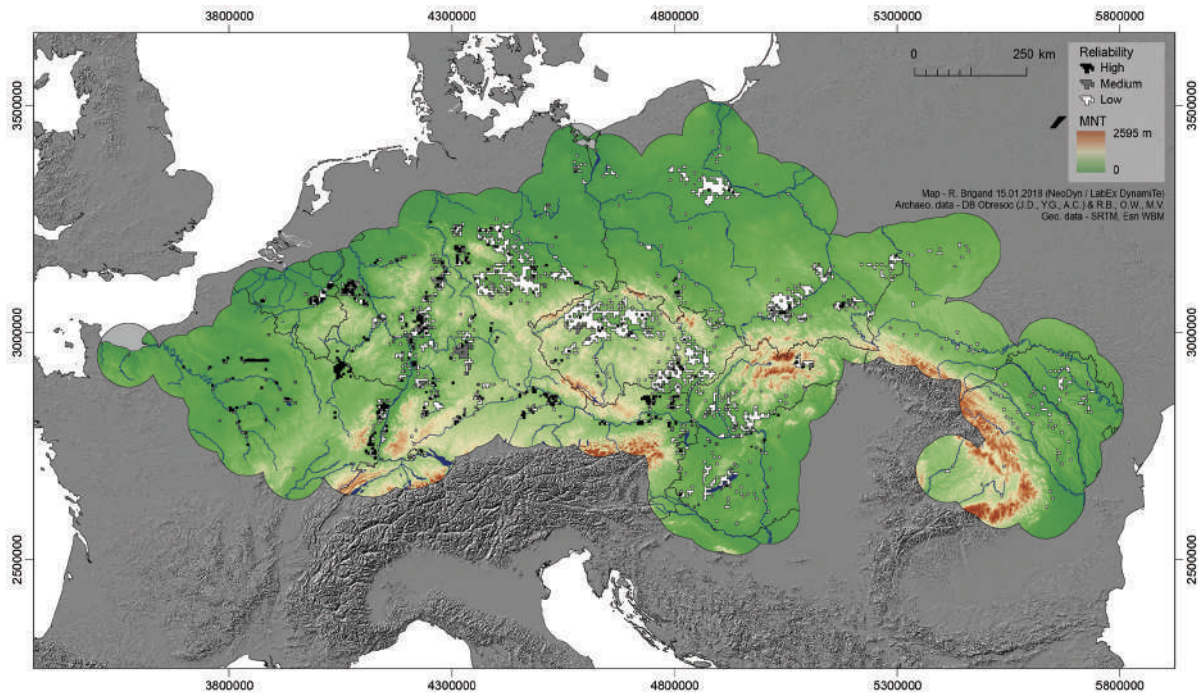 3800000 4300000 4800000 5300000 5800000
0 250 km
Reliability
High
Medium
Low
MNT
2595 m
0
Map - R. Brigand 15.01.2018 (NeoDyn / LabEx DynamiTe)
Archaeo. data - DB Obresoc (J.D., Y.G., A.C.) & R.B., O.W., M.V.
Geo. data - SRTM, Esri WBM
3500000 3500000
3000000 3000000
2500000 2500000
3800000 4300000 4800000 5300000 5800000